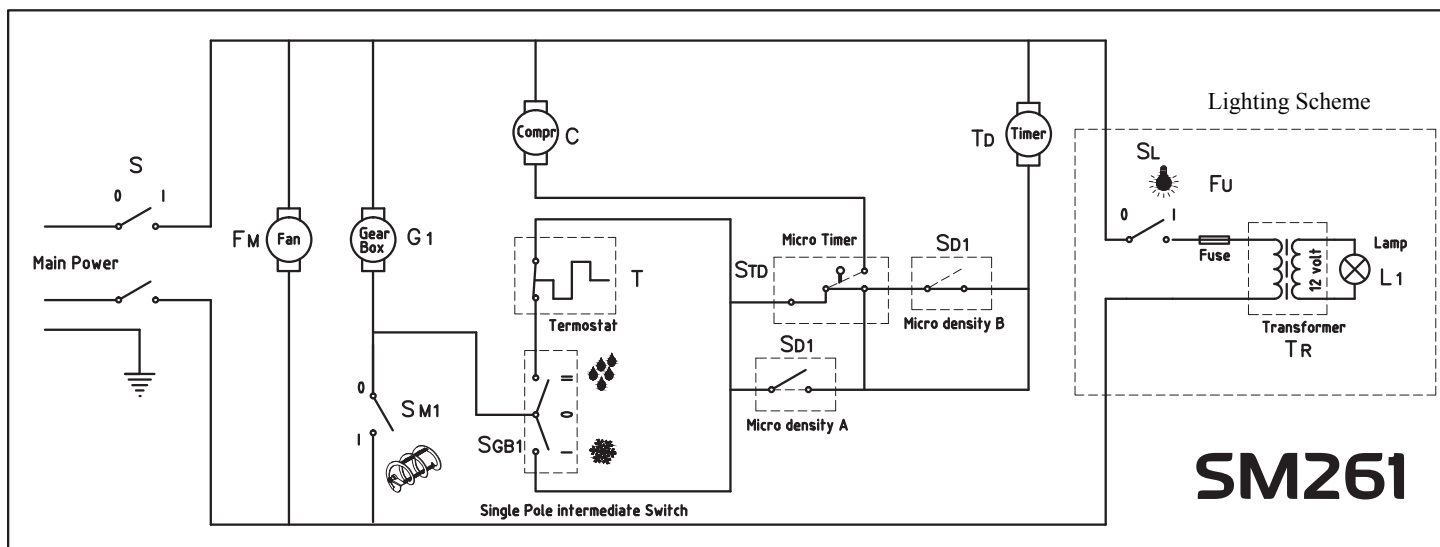 Lighting Scheme
Compr
C
TD
Timer
S
0
I
SL
FU
0
I
FM
Fan
Gear
Box
G1
Micro Timer
SD1
Main Power
STD
Fuse
12 volt
Lamp
L1
T
Termostat
Micro density B
Transformer
TR
SD1
0
SM1
I
II
0
I
SGB1
Micro density A
Single Pole intermediate Switch
SM261